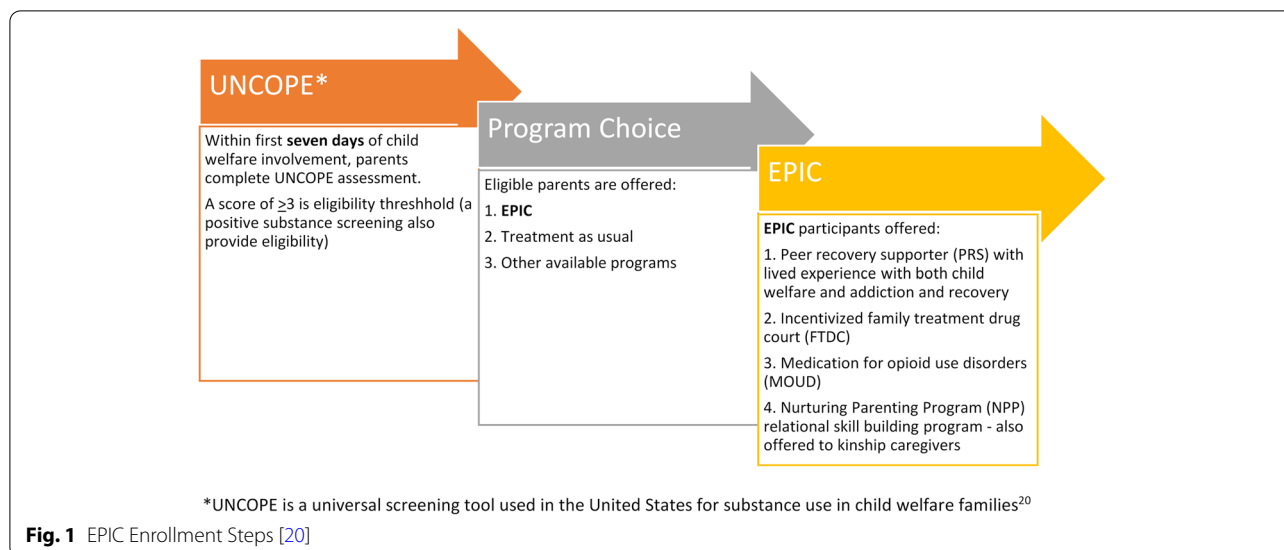 UNCOPE*
Within first seven days of child
welfare involvement, parents
complete UNCOPE assessment.
A score of ≥3 is eligibility threshhold (a
positive substance screening also
provide eligibility)
Program Choice
Eligible parents are offered:
1. EPIC
2. Treatment as usual
3. Other available programs
EPIC
EPIC participants offered:
1. Peer recovery supporter (PRS) with
lived experience with both child
welfare and addiction and recovery
2. Incentivized family treatment drug
court (FTDC)
3. Medication for opioid use disorders
(MOUD)
4. Nurturing Parenting Program (NPP)
relational skill building program - also
offered to kinship caregivers
*UNCOPE is a universal screening tool used in the United States for substance use in child welfare families20
Fig. 1 EPIC Enrollment Steps [20]